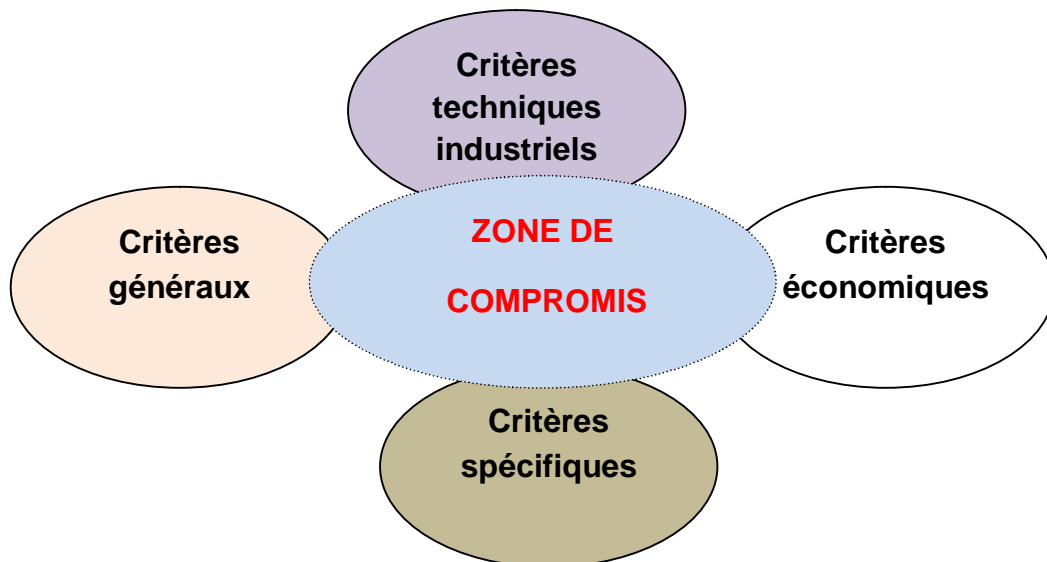 Critères
techniques
industriels
Critères
généraux
ZONE DE
COMPROMIS
Critères
économiques
Critères
spécifiques